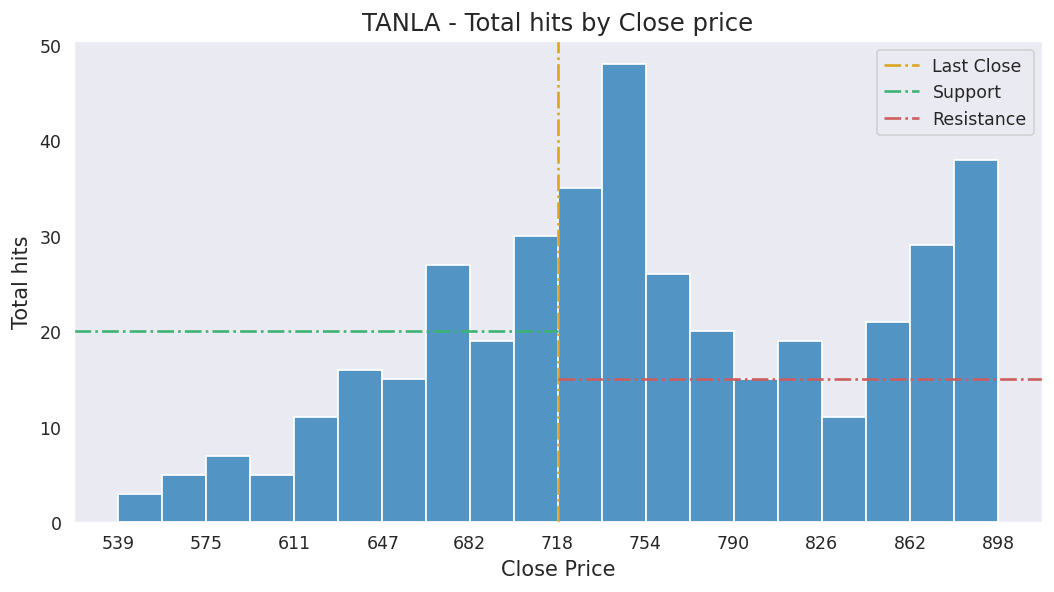 TANLA - Total hits by Close price
Last Close
Support
Resistance
Total hits
50
40
30
20
10
0
539 575 611 647 682 718 754 790 826 862 898
Close Price